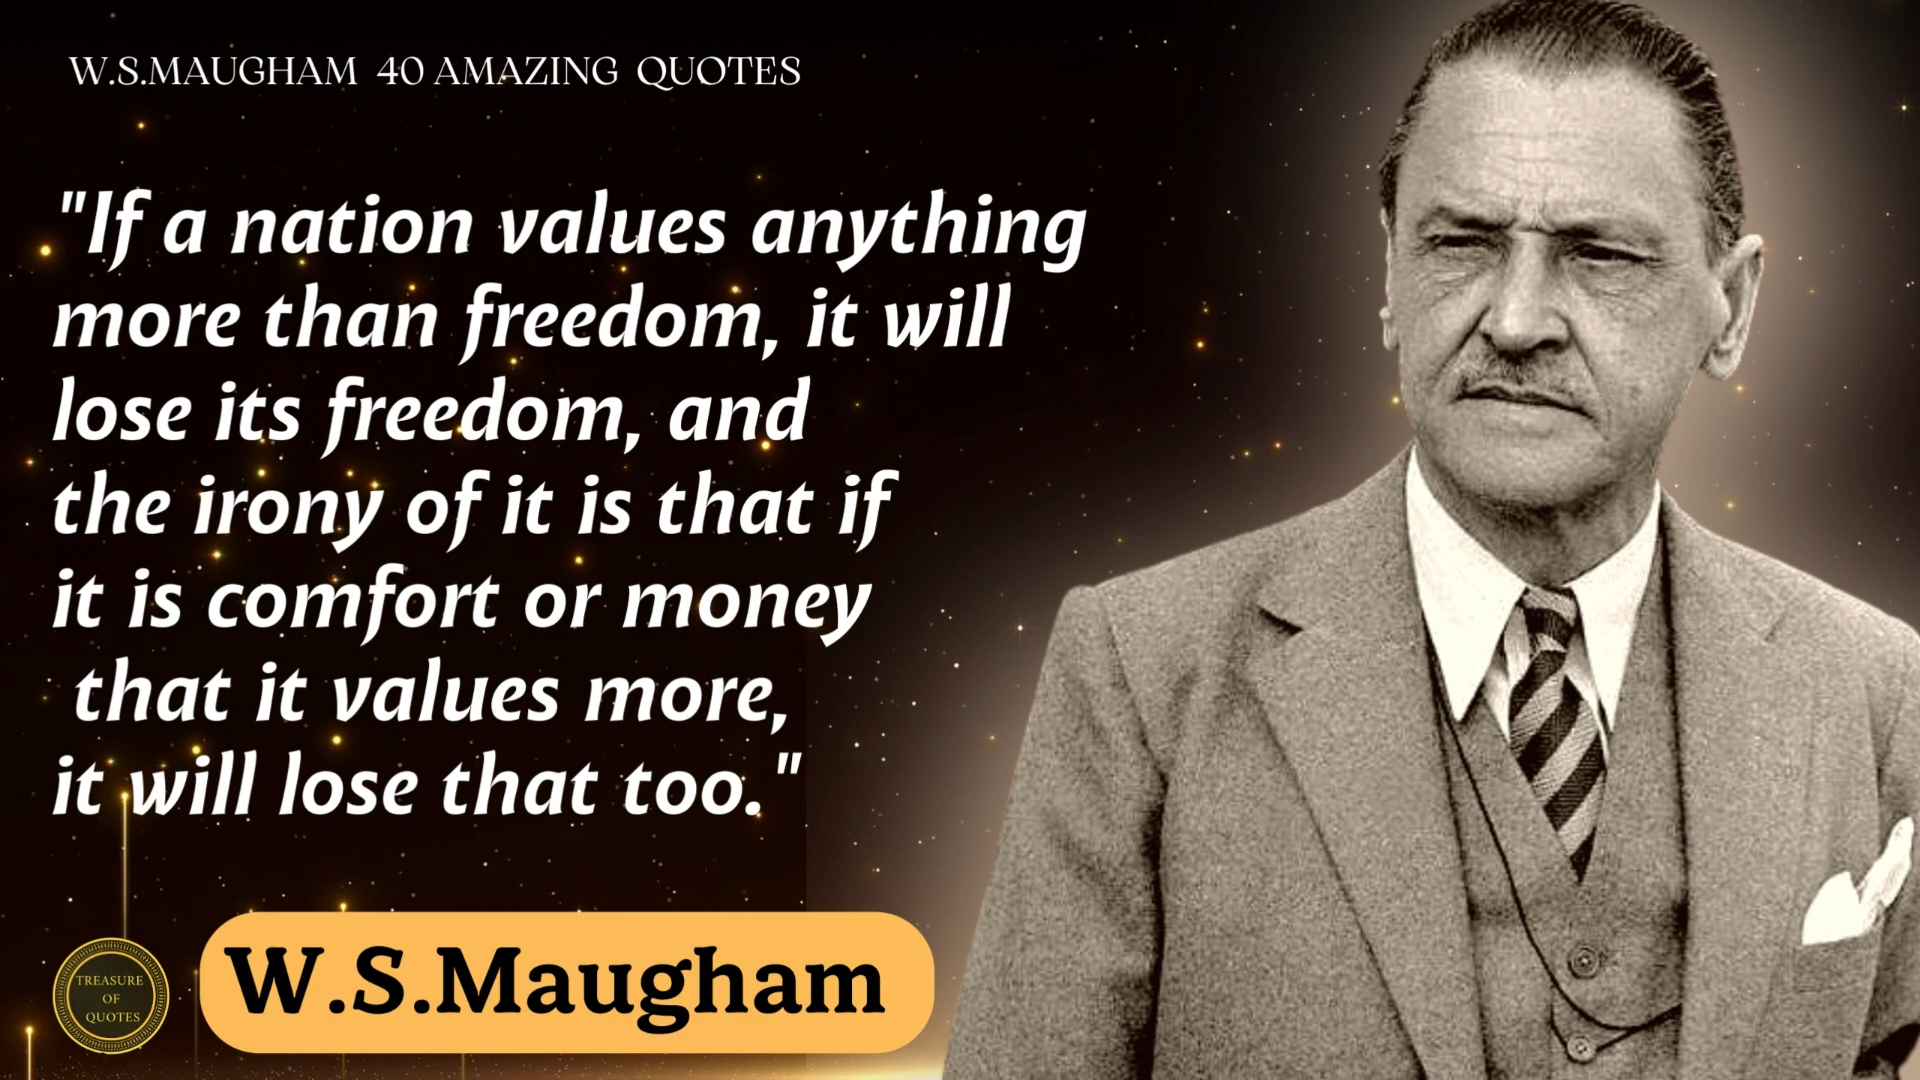 W.S.MAUGHAM 40 AMAZING QUOTES
"If a nation values anything
more than freedom, it will
lose its freedom, and
the irony of it is that if
it is comfort or money
that it values more,
it will lose that too."
W.S.Maugham
TREASURE
OF
QUOTES